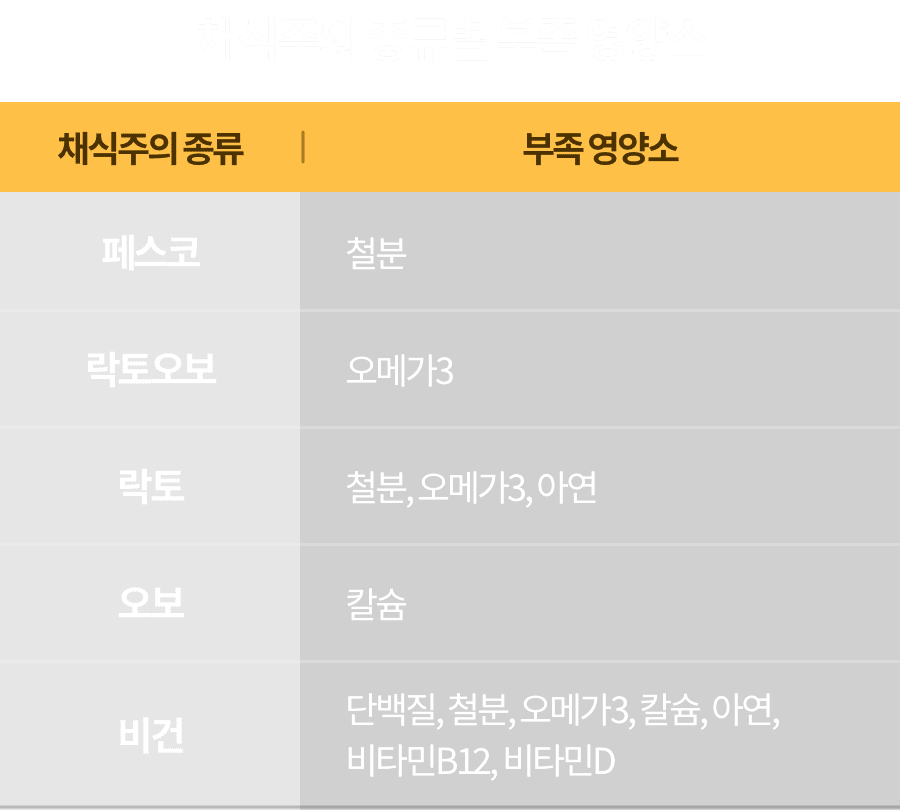 채식주의 종류별 부족 영양소
채식주의 종류 | 부족 영양소
페스코 철분
락토오보 오메가3
락토 철분, 오메가3, 아연
오보 칼슘
비건 단백질, 철분, 오메가3, 칼슘, 아연,
비타민B12, 비타민D